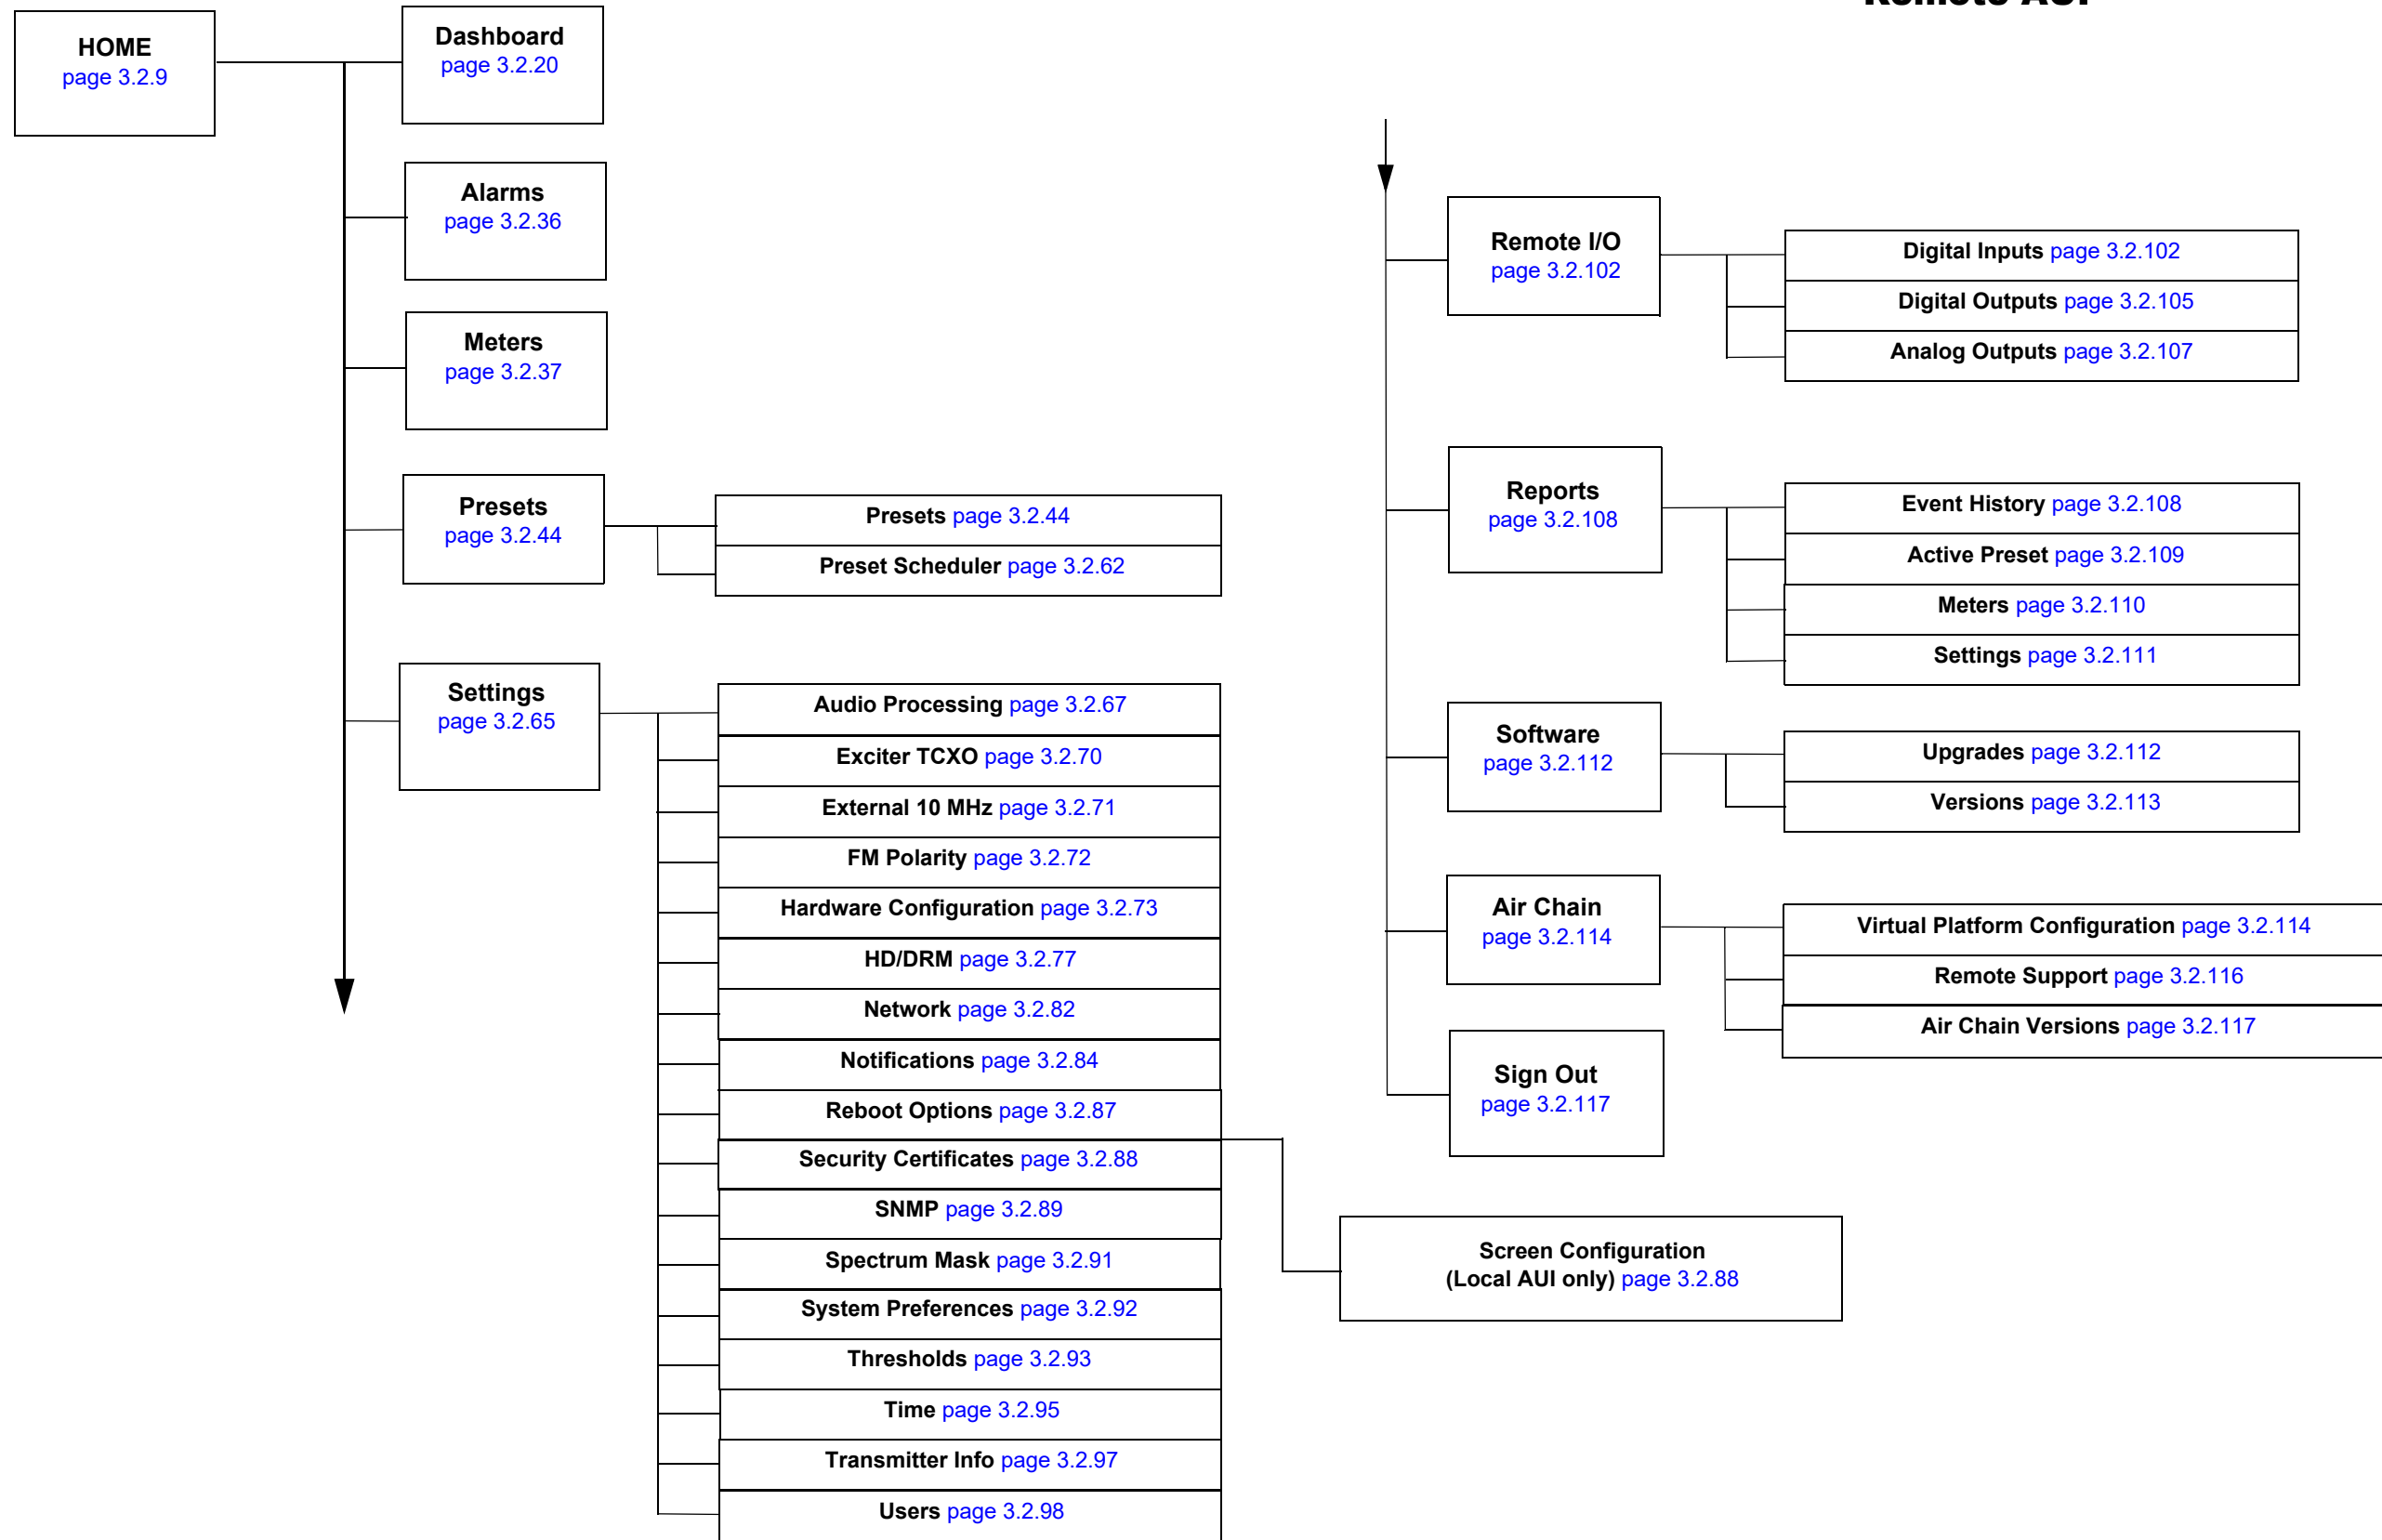 Remote AUI
HOME
page 3.2.9
Dashboard
page 3.2.20
Alarms
page 3.2.36
Meters
page 3.2.37
Presets
page 3.2.44
Presets page 3.2.44
Preset Scheduler page 3.2.62
Settings
page 3.2.65
Audio Processing page 3.2.67
Exciter TCXO page 3.2.70
External 10 MHz page 3.2.71
FM Polarity page 3.2.72
Hardware Configuration page 3.2.73
HD/DRM page 3.2.77
Network page 3.2.82
Notifications page 3.2.84
Reboot Options page 3.2.87
Security Certificates page 3.2.88
SNMP page 3.2.89
Spectrum Mask page 3.2.91
System Preferences page 3.2.92
Thresholds page 3.2.93
Time page 3.2.95
Transmitter Info page 3.2.97
Users page 3.2.98
Screen Configuration
(Local AUI only) page 3.2.88
Remote I/O
page 3.2.102
Digital Inputs page 3.2.102
Digital Outputs page 3.2.105
Analog Outputs page 3.2.107
Reports
page 3.2.108
Event History page 3.2.108
Active Preset page 3.2.109
Meters page 3.2.110
Settings page 3.2.111
Software
page 3.2.112
Upgrades page 3.2.112
Versions page 3.2.113
Air Chain
page 3.2.114
Virtual Platform Configuration page 3.2.114
Remote Support page 3.2.116
Air Chain Versions page 3.2.117
Sign Out
page 3.2.117